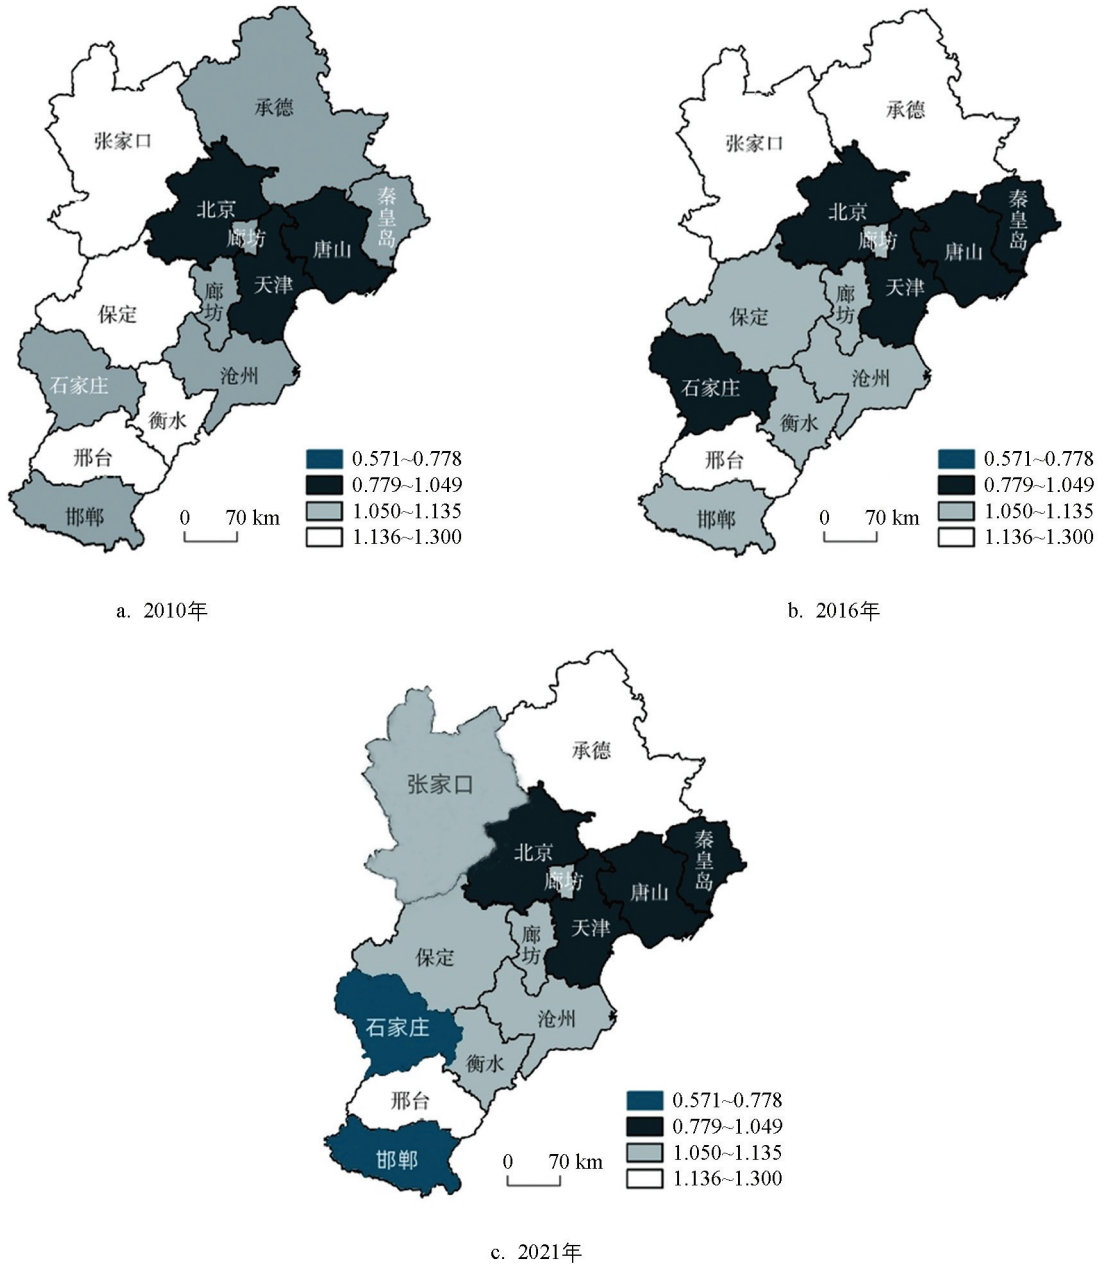 承德
张家口
北京
秦皇岛
廊坊
唐山
天津
廊坊
保定
沧州
石家庄
衡水
邢台
邯郸
0.571~0.778
0.779~1.049
1.050~1.135
1.136~1.300
0 70 km
a. 2010年
承德
张家口
北京
秦皇岛
廊坊
唐山
天津
廊坊
保定
沧州
石家庄
衡水
邢台
邯郸
0.571~0.778
0.779~1.049
1.050~1.135
1.136~1.300
0 70 km
b. 2016年
承德
张家口
北京
秦皇岛
廊坊
唐山
天津
廊坊
保定
沧州
石家庄
衡水
邢台
邯郸
0.571~0.778
0.779~1.049
1.050~1.135
1.136~1.300
0 70 km
c. 2021年